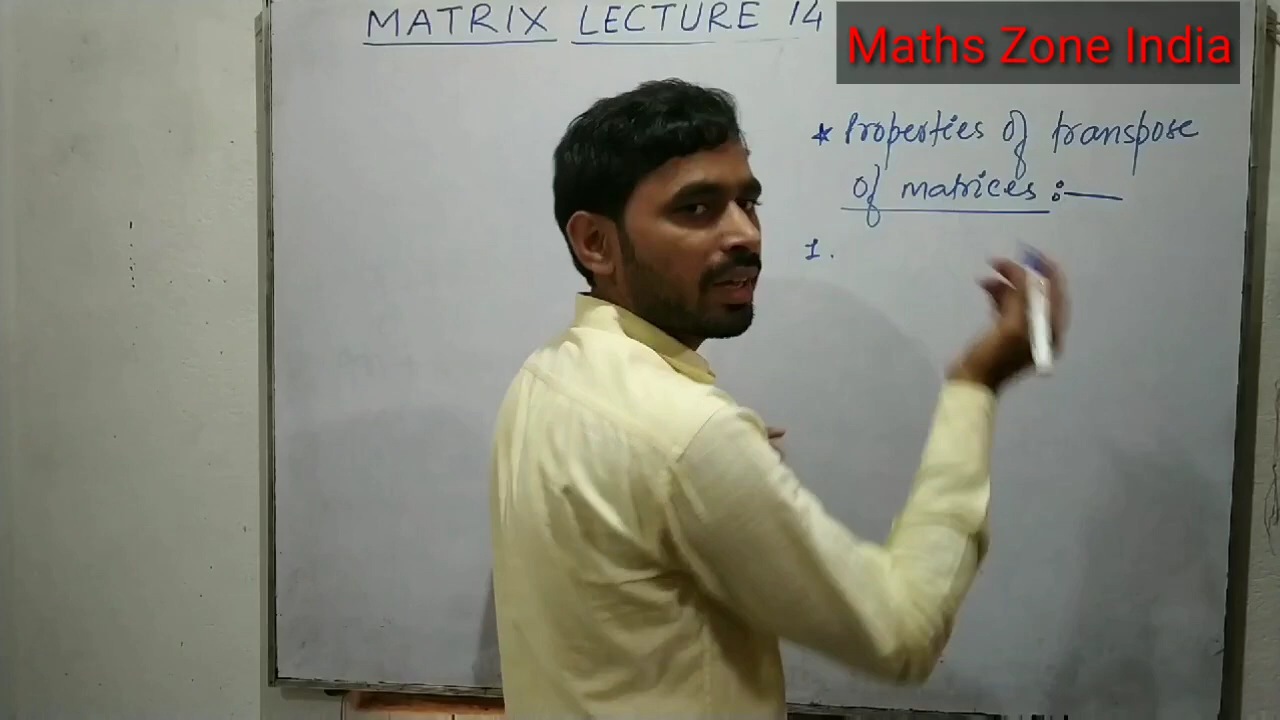 MATRIX LECTURE 14
Maths Zone India
* Properties of transpose
of matrices :—
1.